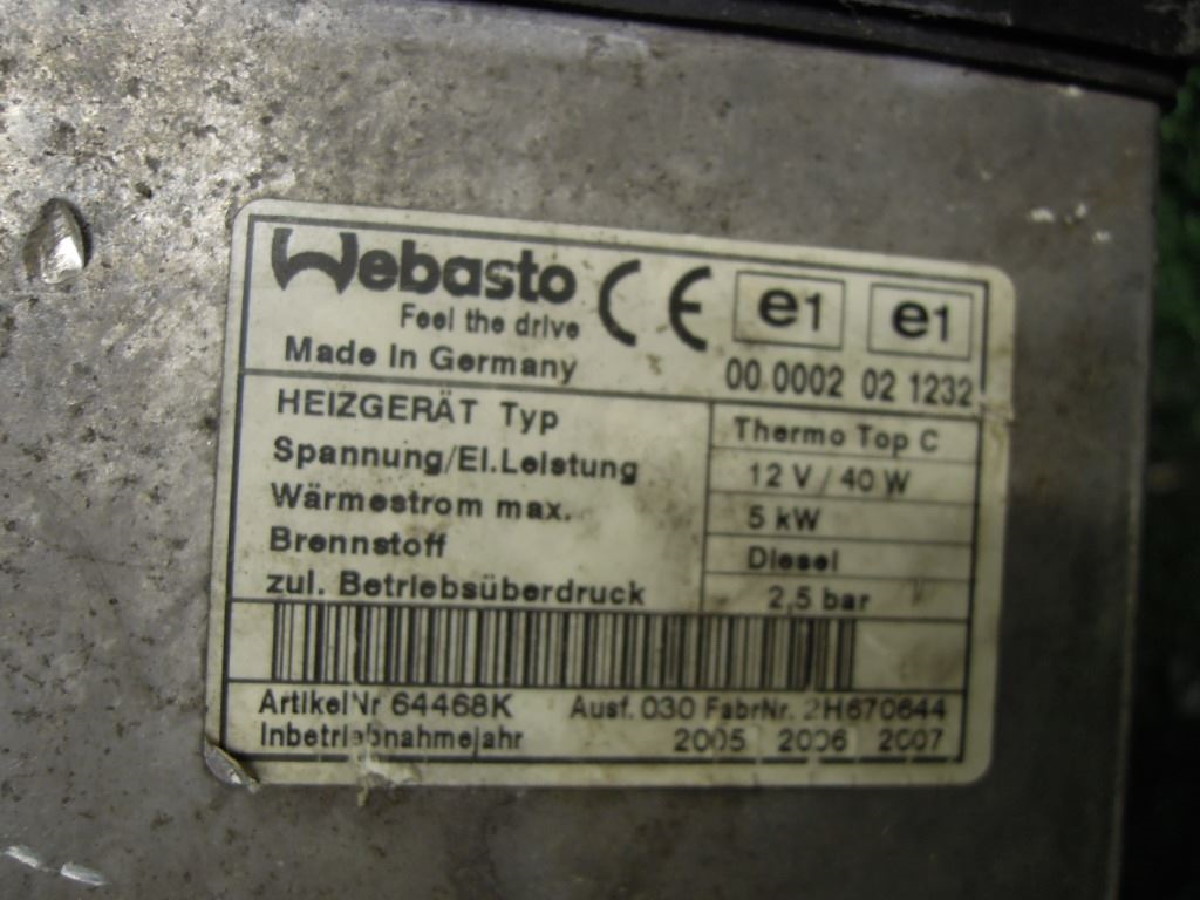 Webasto
Feel the drive
Made In Germany
CE e1 e1
00 0002 02 1232
HEIZGERÄT Typ Thermo Top C
Spannung/El.Leistung 12 V / 40 W
Wärmestrom max. 5 kW
Brennstoff Diesel
zul. Betriebsüberdruck 2,5 bar
ArtikelNr 64468K Ausf. 030 FabrNr. 2H670644
Inbetriebnahmejahr 2005 2006 2007